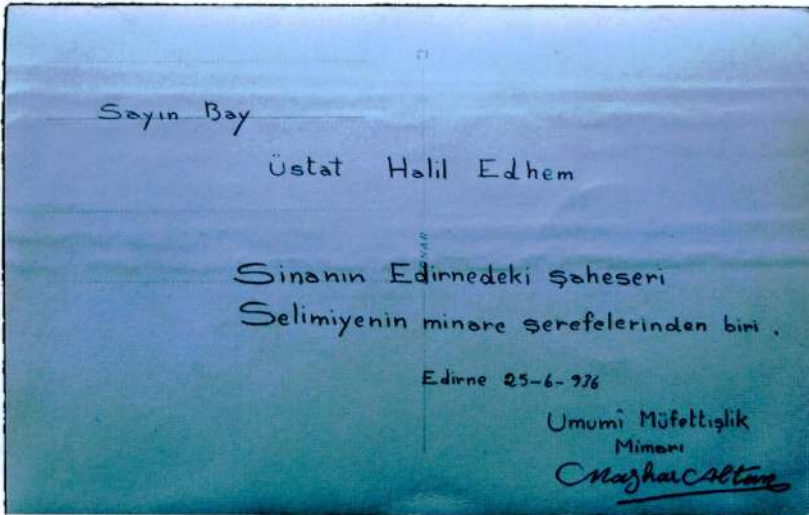 Sayın Bay
Üstat Halil Edhem
Sinanın Edirnedeki şaheseri
Selimiyenin minare şerefelerinden biri.
Edirne 25-6-936
Umumî Müfettişlik
Mimarı
Mazhar Altan